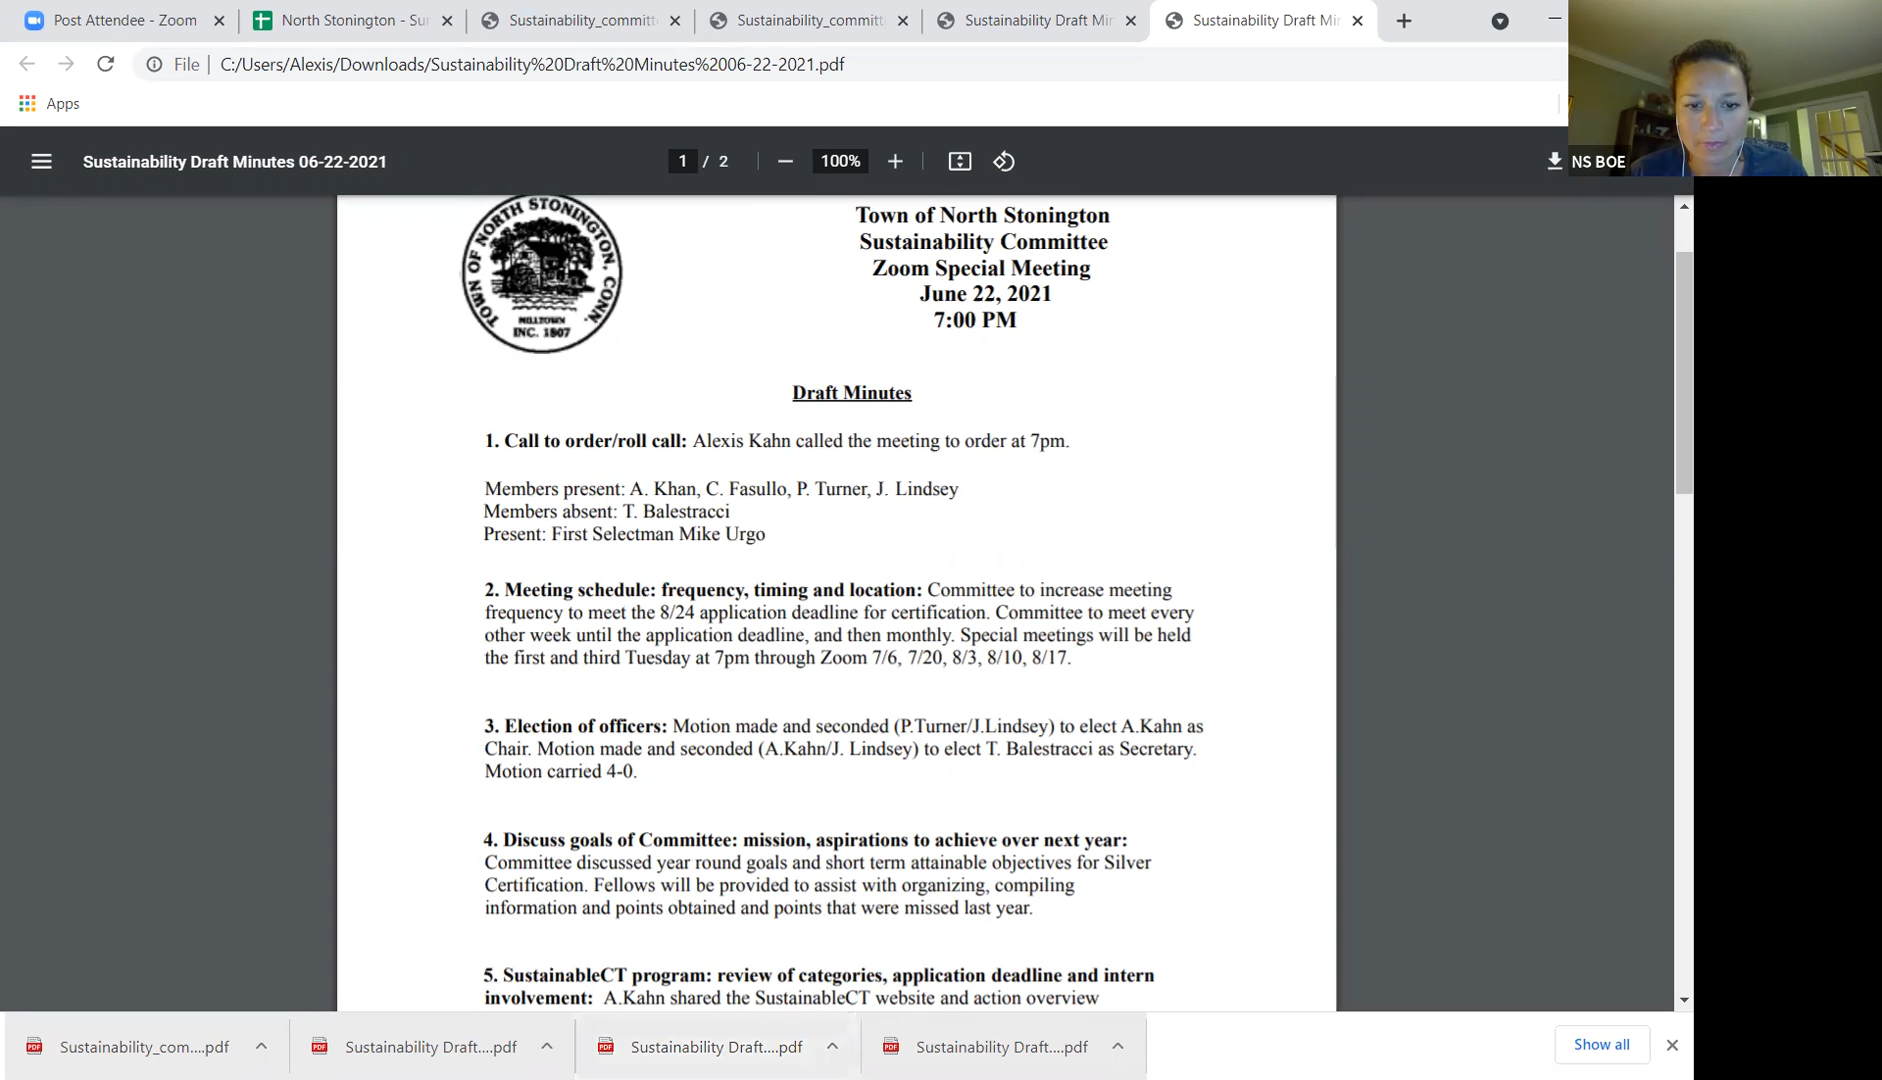 Post Attendee - Zoom
North Stonington - Su
Sustainability_committ
Sustainability_committ
Sustainability Draft Mi
Sustainability Draft Mi
File
C:/Users/Alexis/Downloads/Sustainability%20Draft%20Minutes%2006-22-2021.pdf
Apps
Sustainability Draft Minutes 06-22-2021
1 / 2
100%
NS BOE
TOWN OF NORTH STONINGTON, CONN.
MILLTOWN
INC. 1807
Town of North Stonington
Sustainability Committee
Zoom Special Meeting
June 22, 2021
7:00 PM
Draft Minutes
1. Call to order/roll call: Alexis Kahn called the meeting to order at 7pm.
Members present: A. Khan, C. Fasullo, P. Turner, J. Lindsey
Members absent: T. Balestracci
Present: First Selectman Mike Urgo
2. Meeting schedule: frequency, timing and location: Committee to increase meeting
frequency to meet the 8/24 application deadline for certification. Committee to meet every
other week until the application deadline, and then monthly. Special meetings will be held
the first and third Tuesday at 7pm through Zoom 7/6, 7/20, 8/3, 8/10, 8/17.
3. Election of officers: Motion made and seconded (P.Turner/J.Lindsey) to elect A.Kahn as
Chair. Motion made and seconded (A.Kahn/J. Lindsey) to elect T. Balestracci as Secretary.
Motion carried 4-0.
4. Discuss goals of Committee: mission, aspirations to achieve over next year:
Committee discussed year round goals and short term attainable objectives for Silver
Certification. Fellows will be provided to assist with organizing, compiling
information and points obtained and points that were missed last year.
5. SustainableCT program: review of categories, application deadline and intern
involvement: A.Kahn shared the SustainableCT website and action overview
Sustainability_com....pdf
Sustainability Draft....pdf
Sustainability Draft....pdf
Sustainability Draft....pdf
Show all